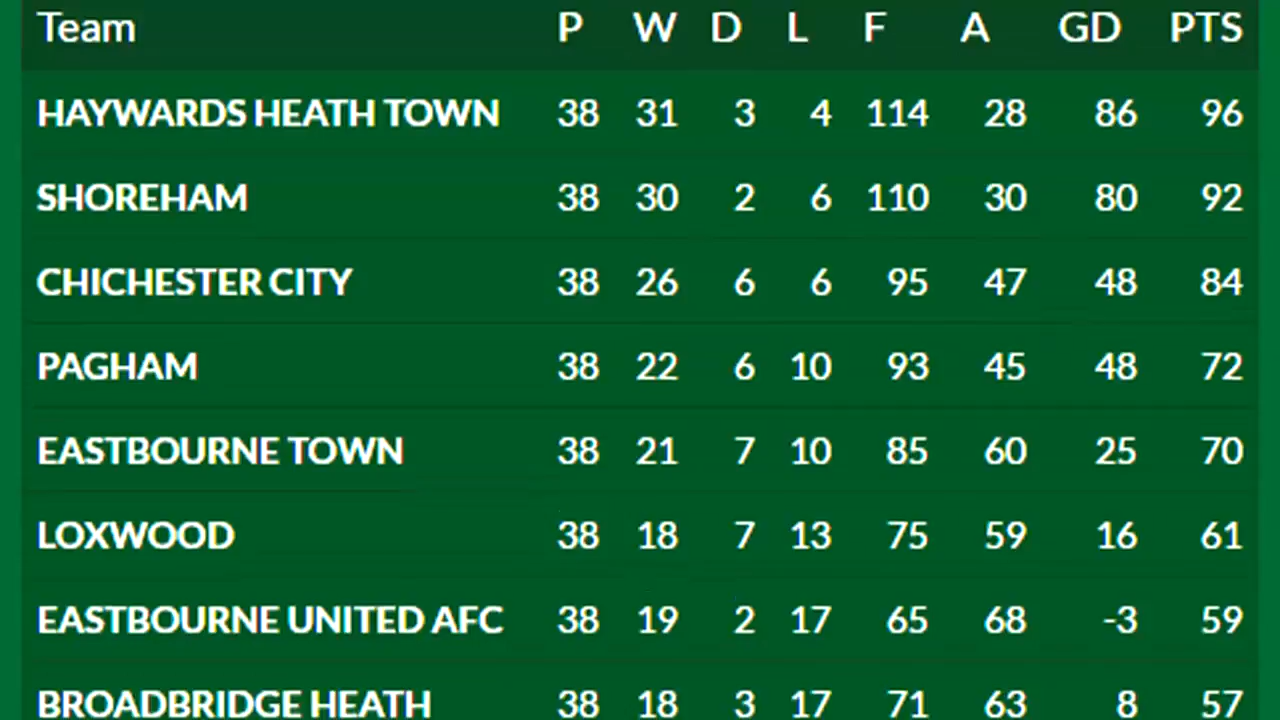 Team P W D L F A GD PTS
HAYWARDS HEATH TOWN 38 31 3 4 114 28 86 96
SHOREHAM 38 30 2 6 110 30 80 92
CHICHESTER CITY 38 26 6 6 95 47 48 84
PAGHAM 38 22 6 10 93 45 48 72
EASTBOURNE TOWN 38 21 7 10 85 60 25 70
LOXWOOD 38 18 7 13 75 59 16 61
EASTBOURNE UNITED AFC 38 19 2 17 65 68 -3 59
BROADBRIDGE HEATH 38 18 3 17 71 63 8 57